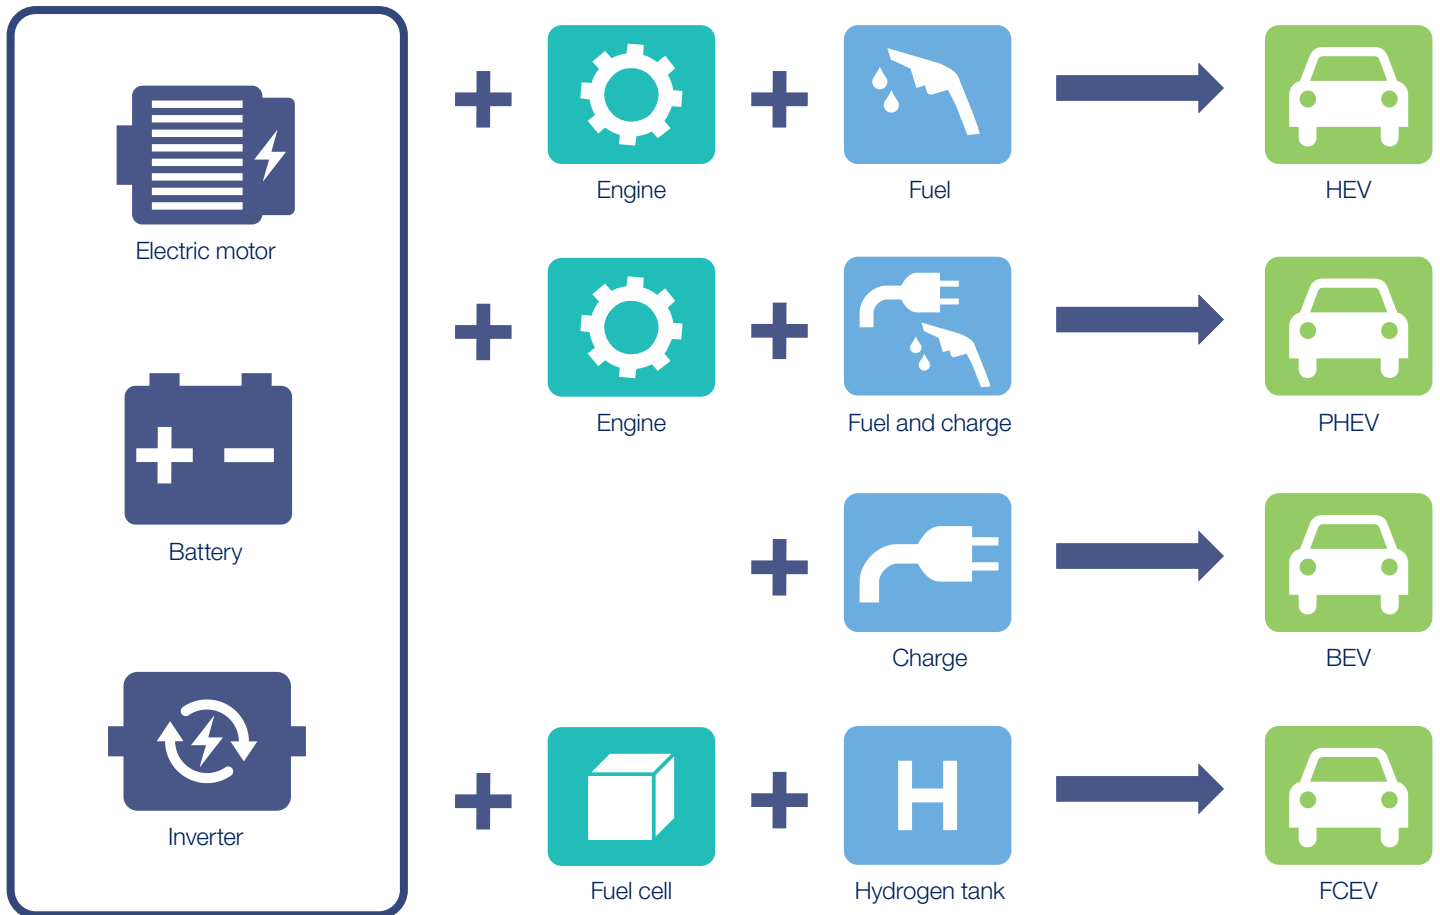 Electric motor
Battery
Inverter
Engine
Fuel
HEV
Engine
Fuel and charge
PHEV
Charge
BEV
Fuel cell
H
Hydrogen tank
FCEV